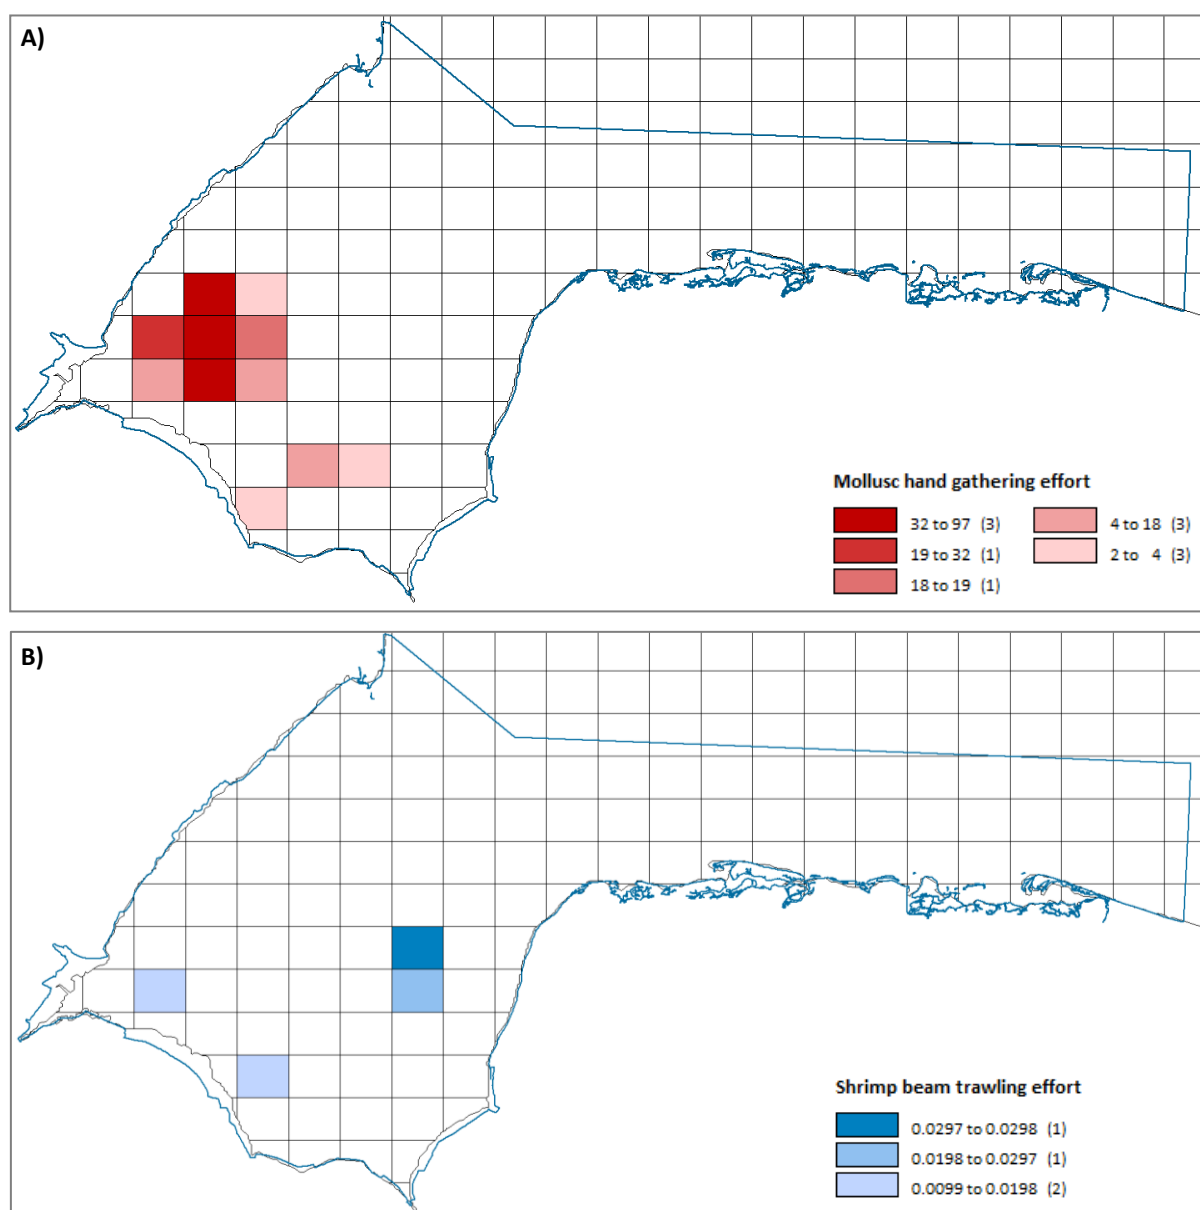 A)
Mollusc hand gathering effort
32 to 97 (3)
19 to 32 (1)
18 to 19 (1)
4 to 18 (3)
2 to 4 (3)
B)
Shrimp beam trawling effort
0.0297 to 0.0298 (1)
0.0198 to 0.0297 (1)
0.0099 to 0.0198 (2)